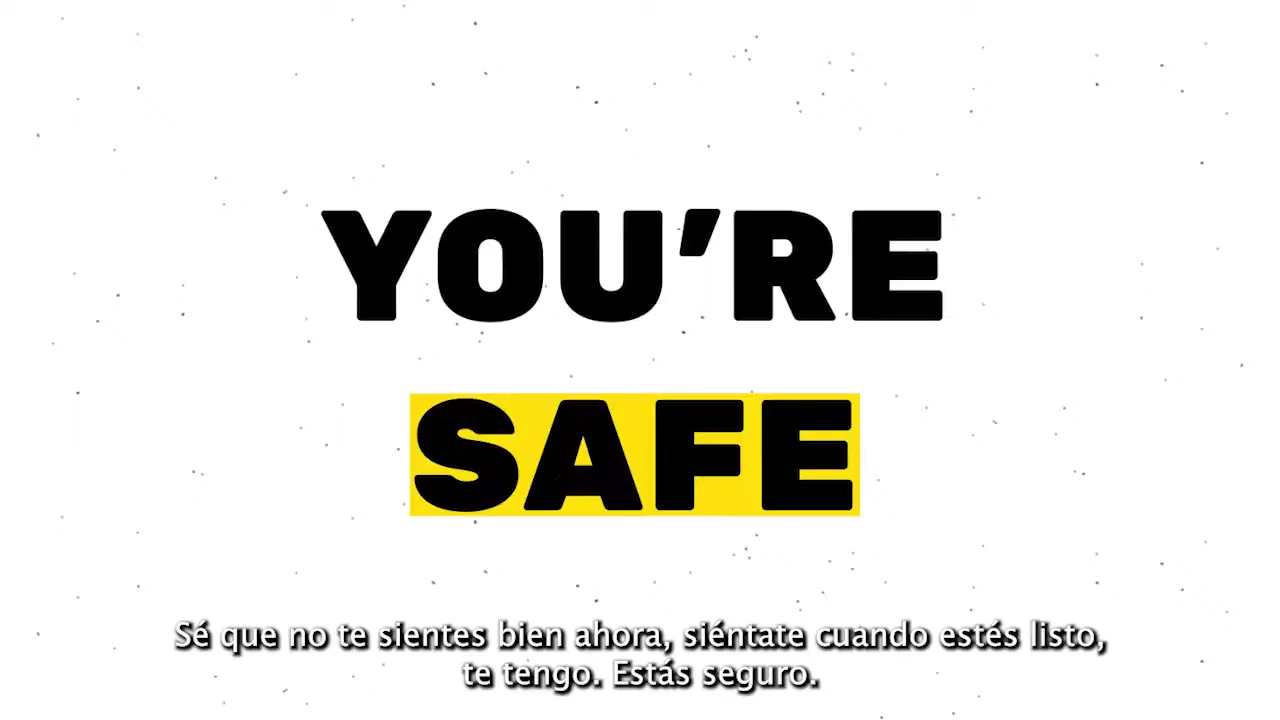 YOU'RE
SAFE
Sé que no te sientes bien ahora, siéntate cuando estés listo,
te tengo. Estás seguro.